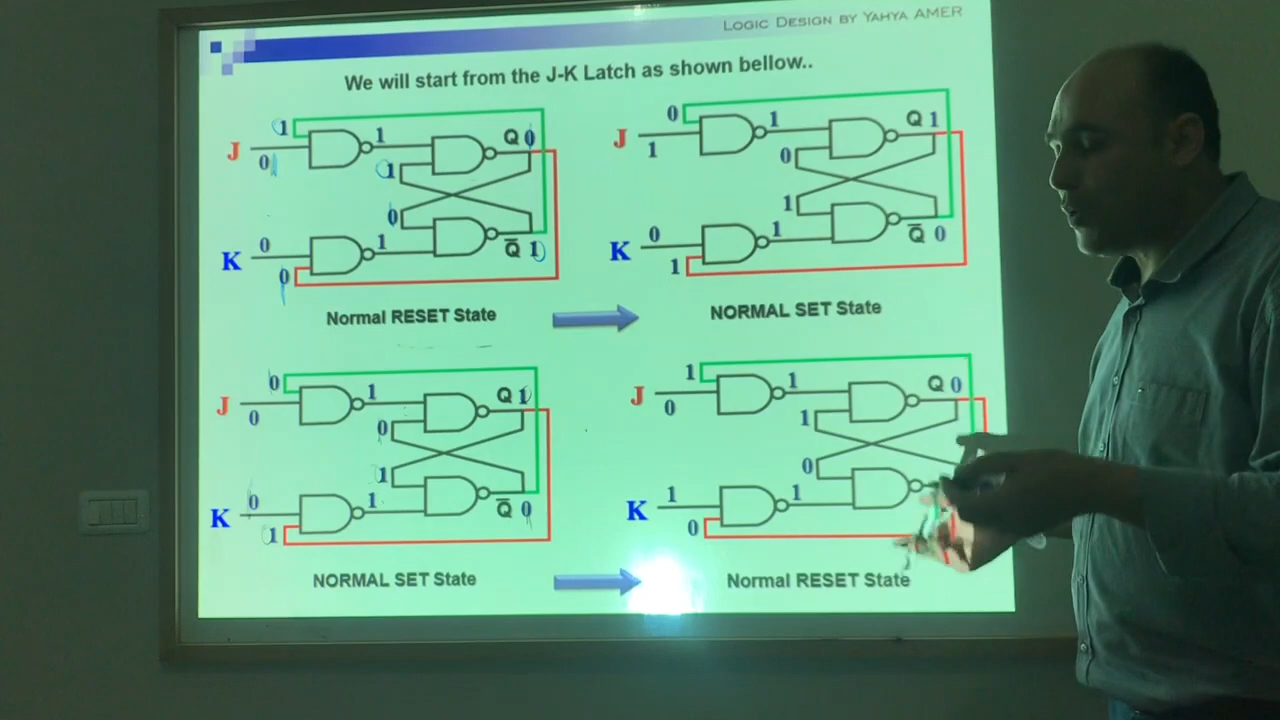 LOGIC DESIGN BY YAHYA AMER
We will start from the J-K Latch as shown bellow..
1
J
0
1
1
Q 0
0
K
0
0
1
Q̅ 1
Normal RESET State
0
J
1
1
0
Q 1
1
K
0
1
1
Q̅ 0
NORMAL SET State
0
J
0
1
0
Q 1
1
K
0
1
1
Q̅ 0
NORMAL SET State
1
J
0
1
1
Q 0
0
K
1
0
1
Normal RESET State